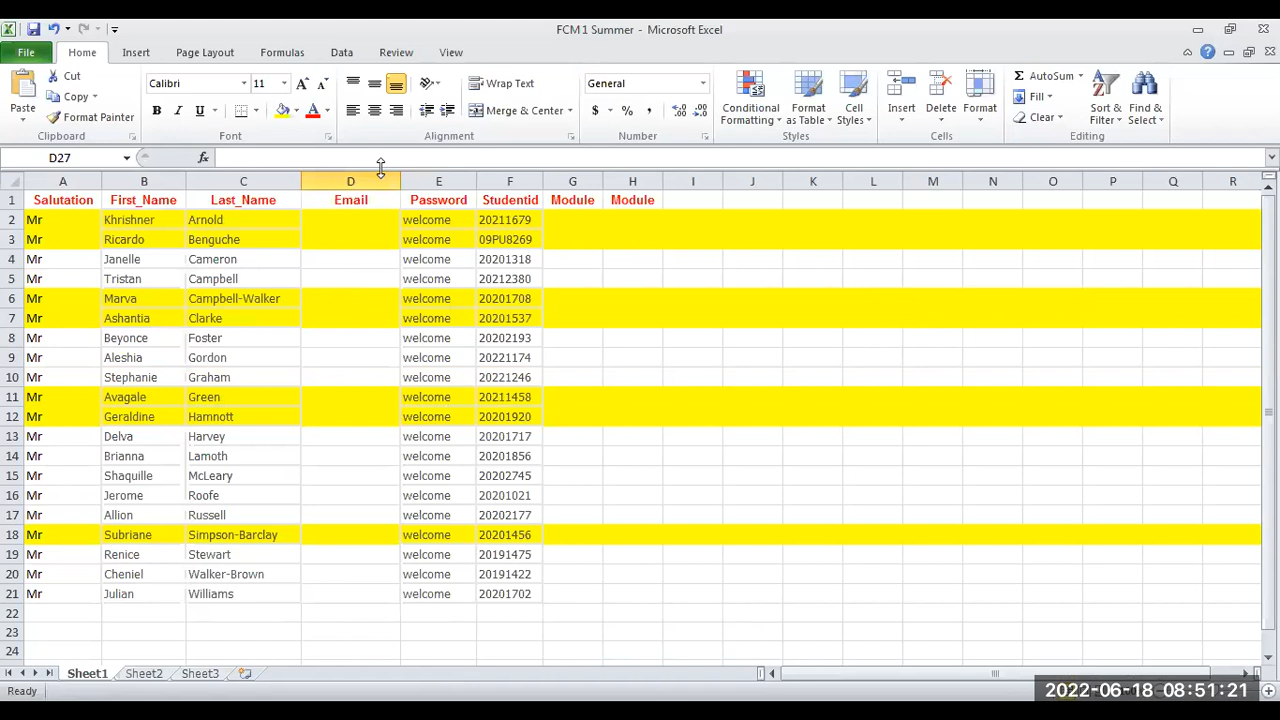 FCM1 Summer - Microsoft Excel
File Home Insert Page Layout Formulas Data Review View
Paste Cut Copy Format Painter Clipboard
Calibri 11 B I U A Font
Wrap Text Merge & Center Alignment
General $ % , Number
Conditional Formatting Format as Table Cell Styles Styles
Insert Delete Format Cells
Σ AutoSum Fill Clear Sort & Filter Find & Select Editing
D27 fx
A B C D E F G H I J K L M N O P Q R
1 Salutation First_Name Last_Name Email Password Studentid Module Module
2 Mr Khrishner Arnold welcome 20211679
3 Mr Ricardo Benguche welcome 09PU8269
4 Mr Janelle Cameron welcome 20201318
5 Mr Tristan Campbell welcome 20212380
6 Mr Marva Campbell-Walker welcome 20201708
7 Mr Ashantia Clarke welcome 20201537
8 Mr Beyonce Foster welcome 20202193
9 Mr Aleshia Gordon welcome 20221174
10 Mr Stephanie Graham welcome 20221246
11 Mr Avagale Green welcome 20211458
12 Mr Geraldine Hamnott welcome 20201920
13 Mr Delva Harvey welcome 20201717
14 Mr Brianna Lamoth welcome 20201856
15 Mr Shaquille McLeary welcome 20202745
16 Mr Jerome Roofe welcome 20201021
17 Mr Allion Russell welcome 20202177
18 Mr Subriane Simpson-Barclay welcome 20201456
19 Mr Renice Stewart welcome 20191475
20 Mr Cheniel Walker-Brown welcome 20191422
21 Mr Julian Williams welcome 20201702
22
23
24
Sheet1 Sheet2 Sheet3
Ready
2022-06-18 08:51:21